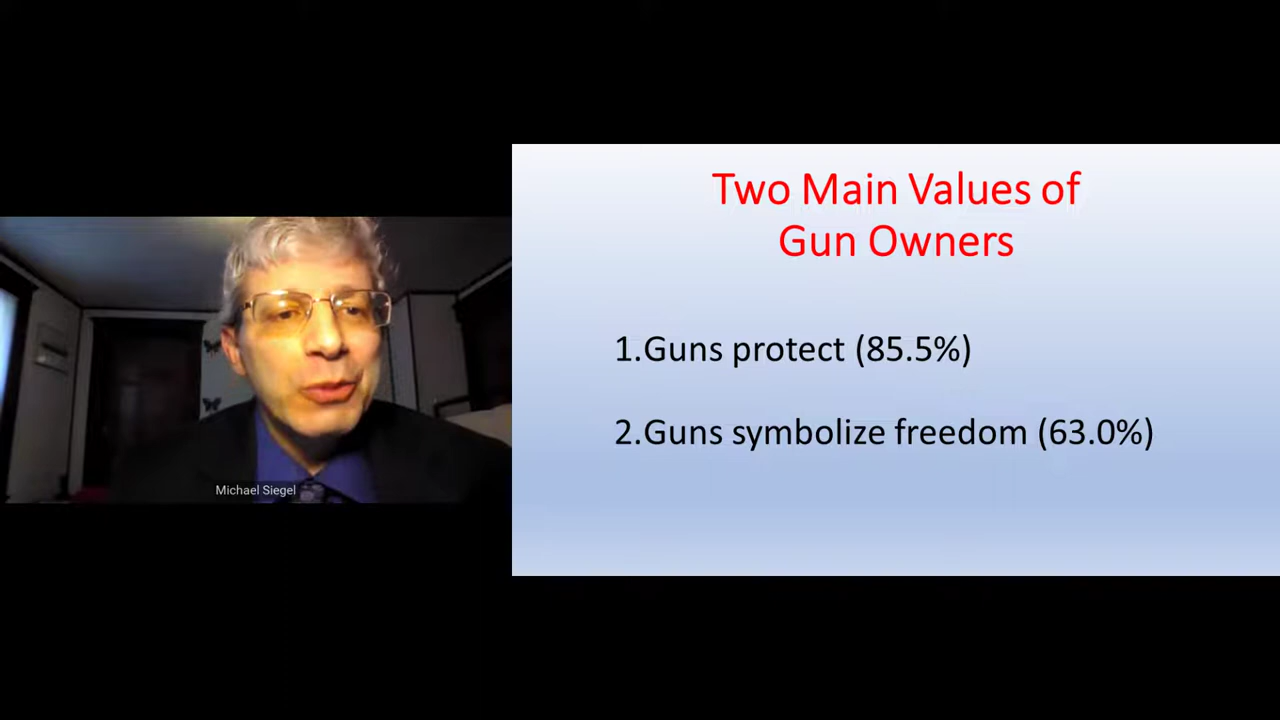 Two Main Values of
Gun Owners
1.Guns protect (85.5%)
2.Guns symbolize freedom (63.0%)
Michael Siegel